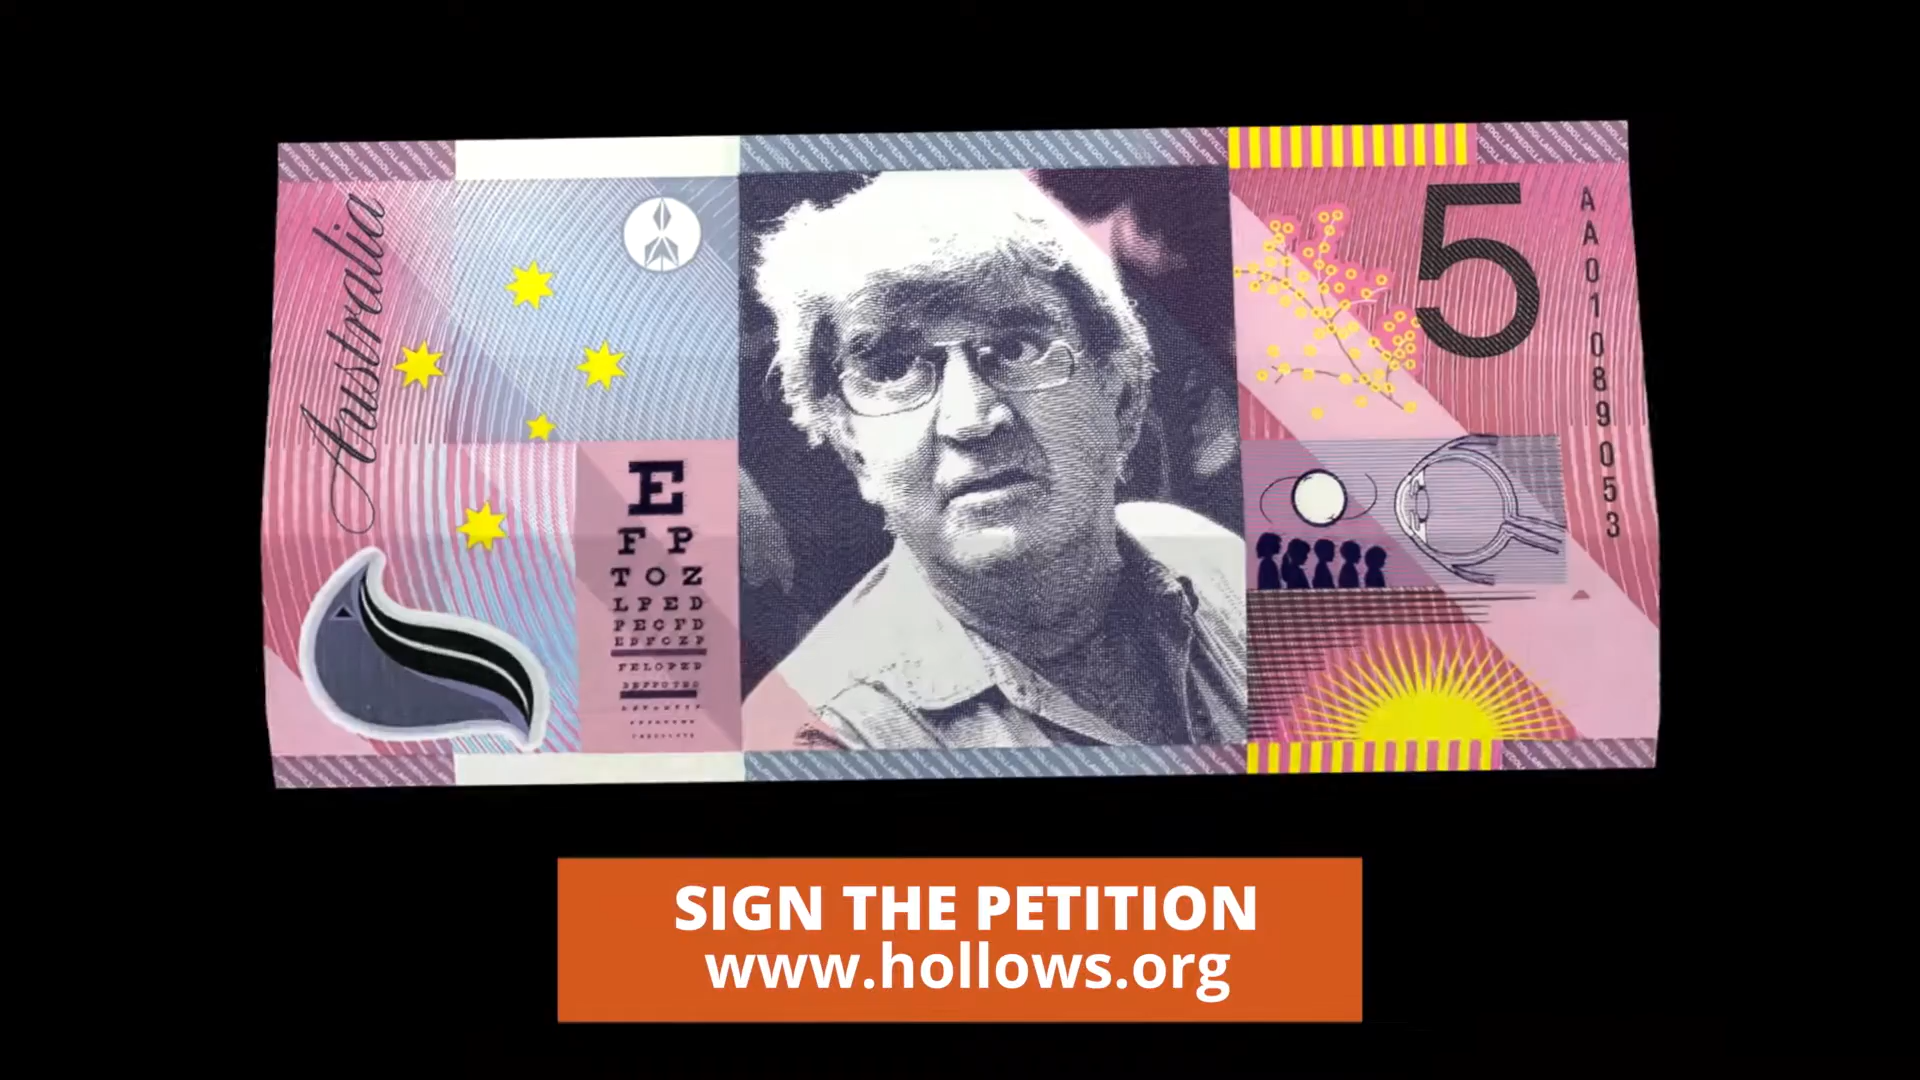 Australia
5
AA01089053
E
F P
T O Z
L P E D
P E C F D
E D F C Z P
F E L O P Z D
SIGN THE PETITION
www.hollows.org